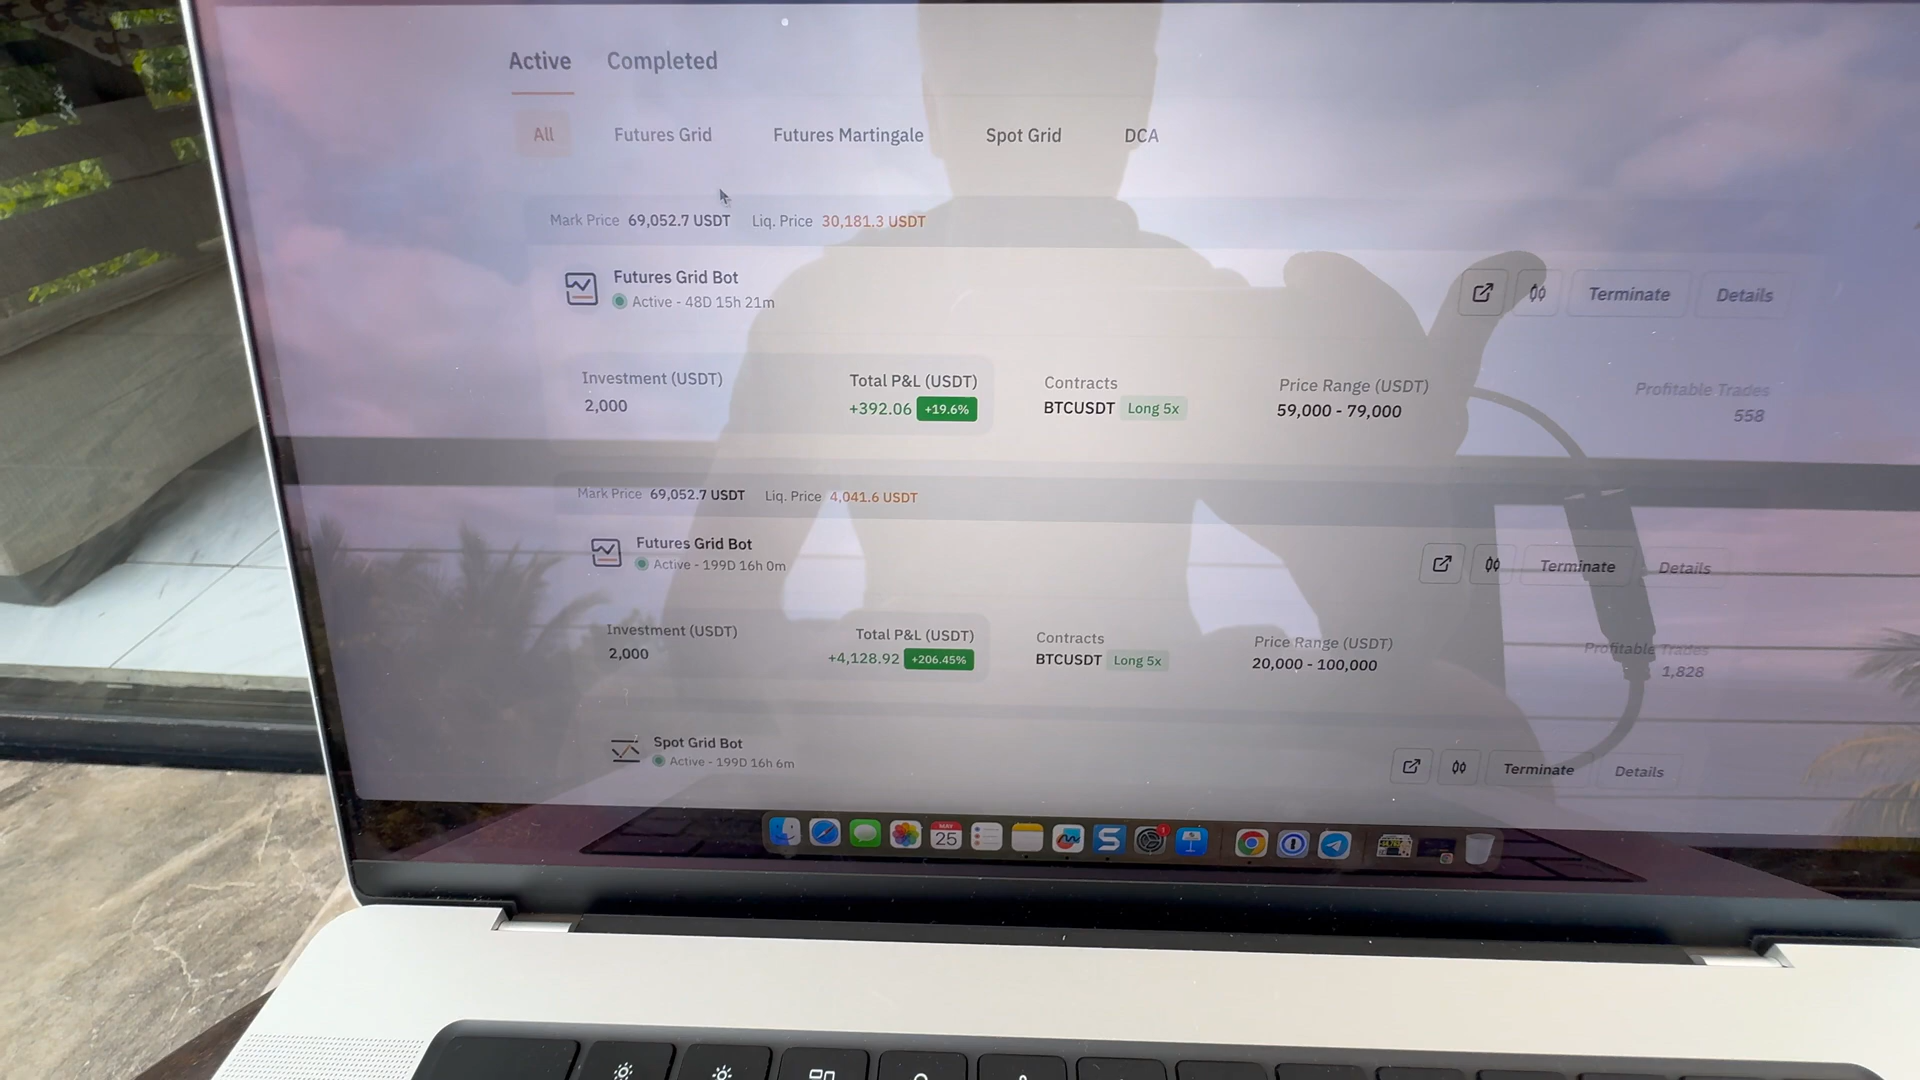 Active Completed
All Futures Grid Futures Martingale Spot Grid DCA
Mark Price 69,052.7 USDT Liq. Price 30,181.3 USDT
Futures Grid Bot
Active - 48D 15h 21m
Terminate Details
Investment (USDT) Total P&L (USDT) Contracts Price Range (USDT) Profitable Trades
2,000 +392.06 +19.6% BTCUSDT Long 5x 59,000 - 79,000 558
Mark Price 69,052.7 USDT Liq. Price 4,041.6 USDT
Futures Grid Bot
Active - 199D 16h 0m
Terminate Details
Investment (USDT) Total P&L (USDT) Contracts Price Range (USDT) Profitable Trades
2,000 +4,128.92 +206.45% BTCUSDT Long 5x 20,000 - 100,000 1,828
Spot Grid Bot
Active - 199D 16h 6m
Terminate Details
MAY
25
1